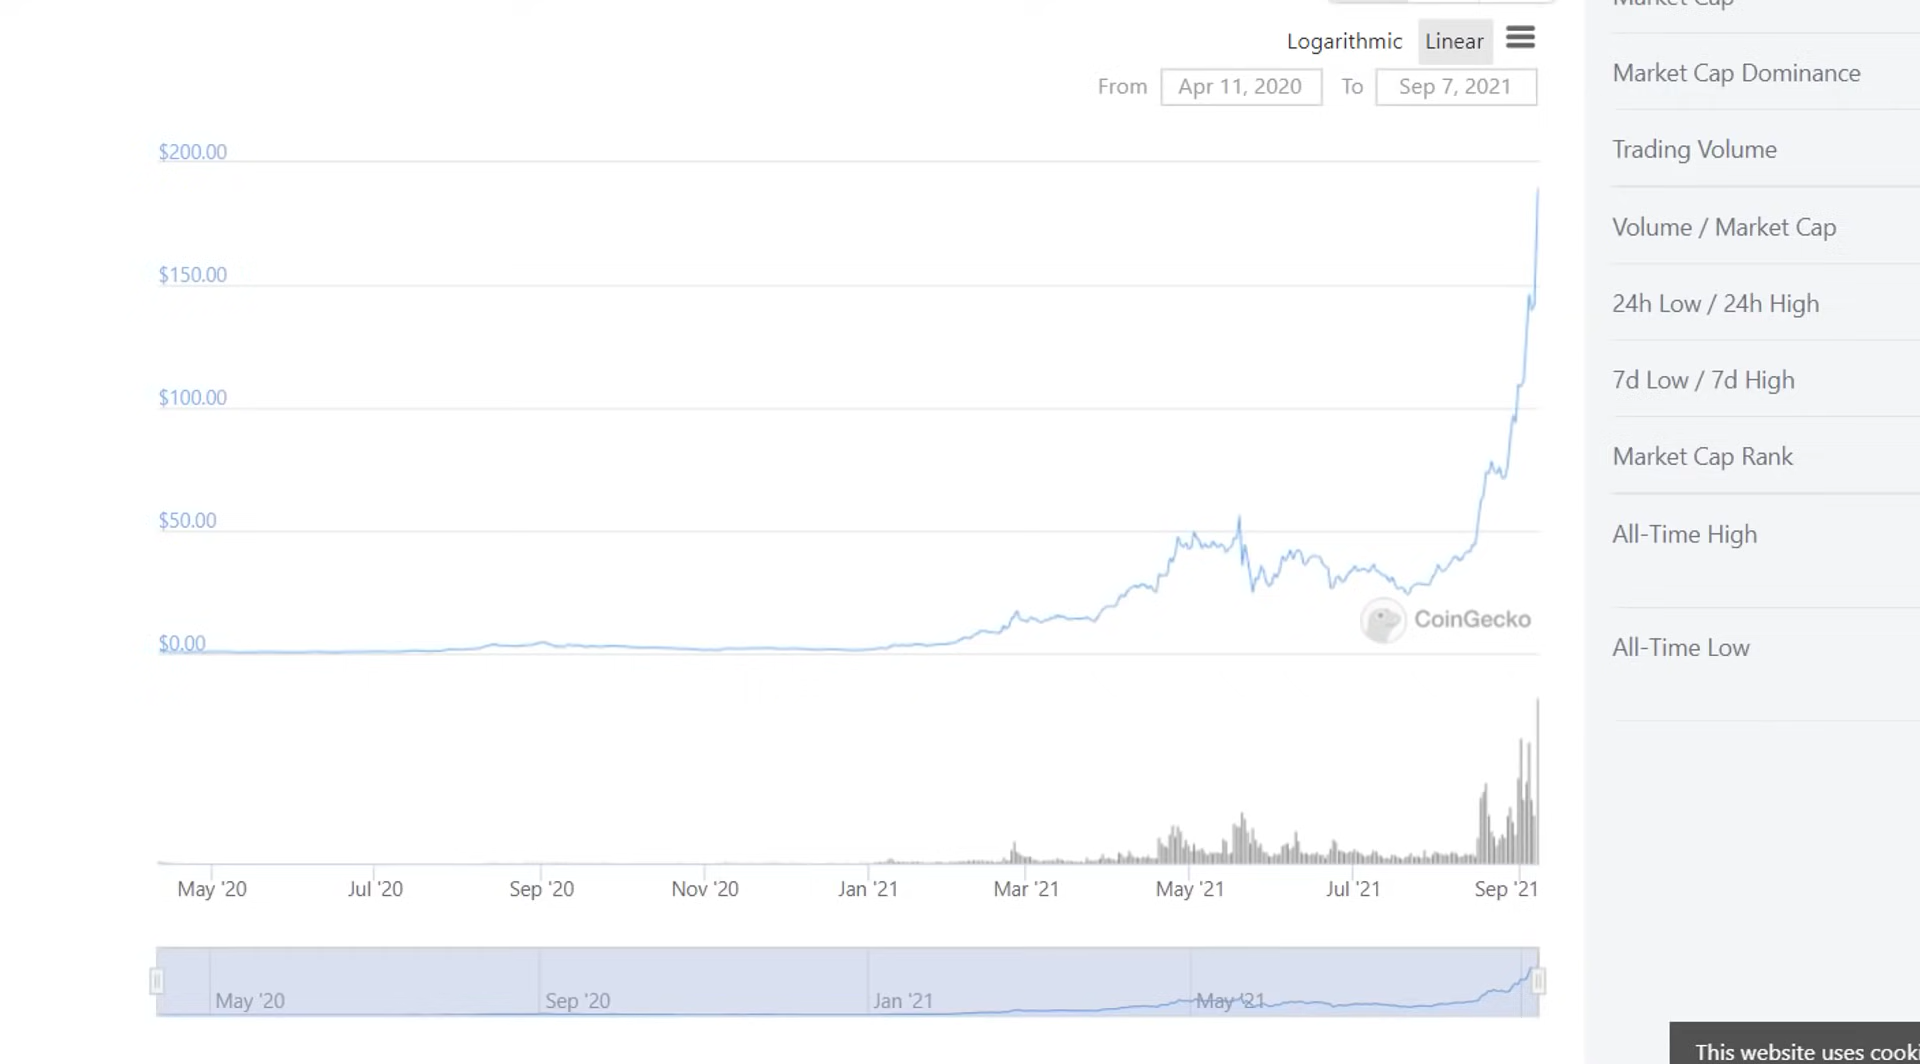 Market Cap
Logarithmic Linear
From Apr 11, 2020 To Sep 7, 2021
Market Cap Dominance
$200.00
Trading Volume
Volume / Market Cap
$150.00
24h Low / 24h High
7d Low / 7d High
$100.00
Market Cap Rank
$50.00
All-Time High
CoinGecko
$0.00
All-Time Low
May '20 Jul '20 Sep '20 Nov '20 Jan '21 Mar '21 May '21 Jul '21 Sep '21
May '20 Sep '20 Jan '21 May '21
This website uses